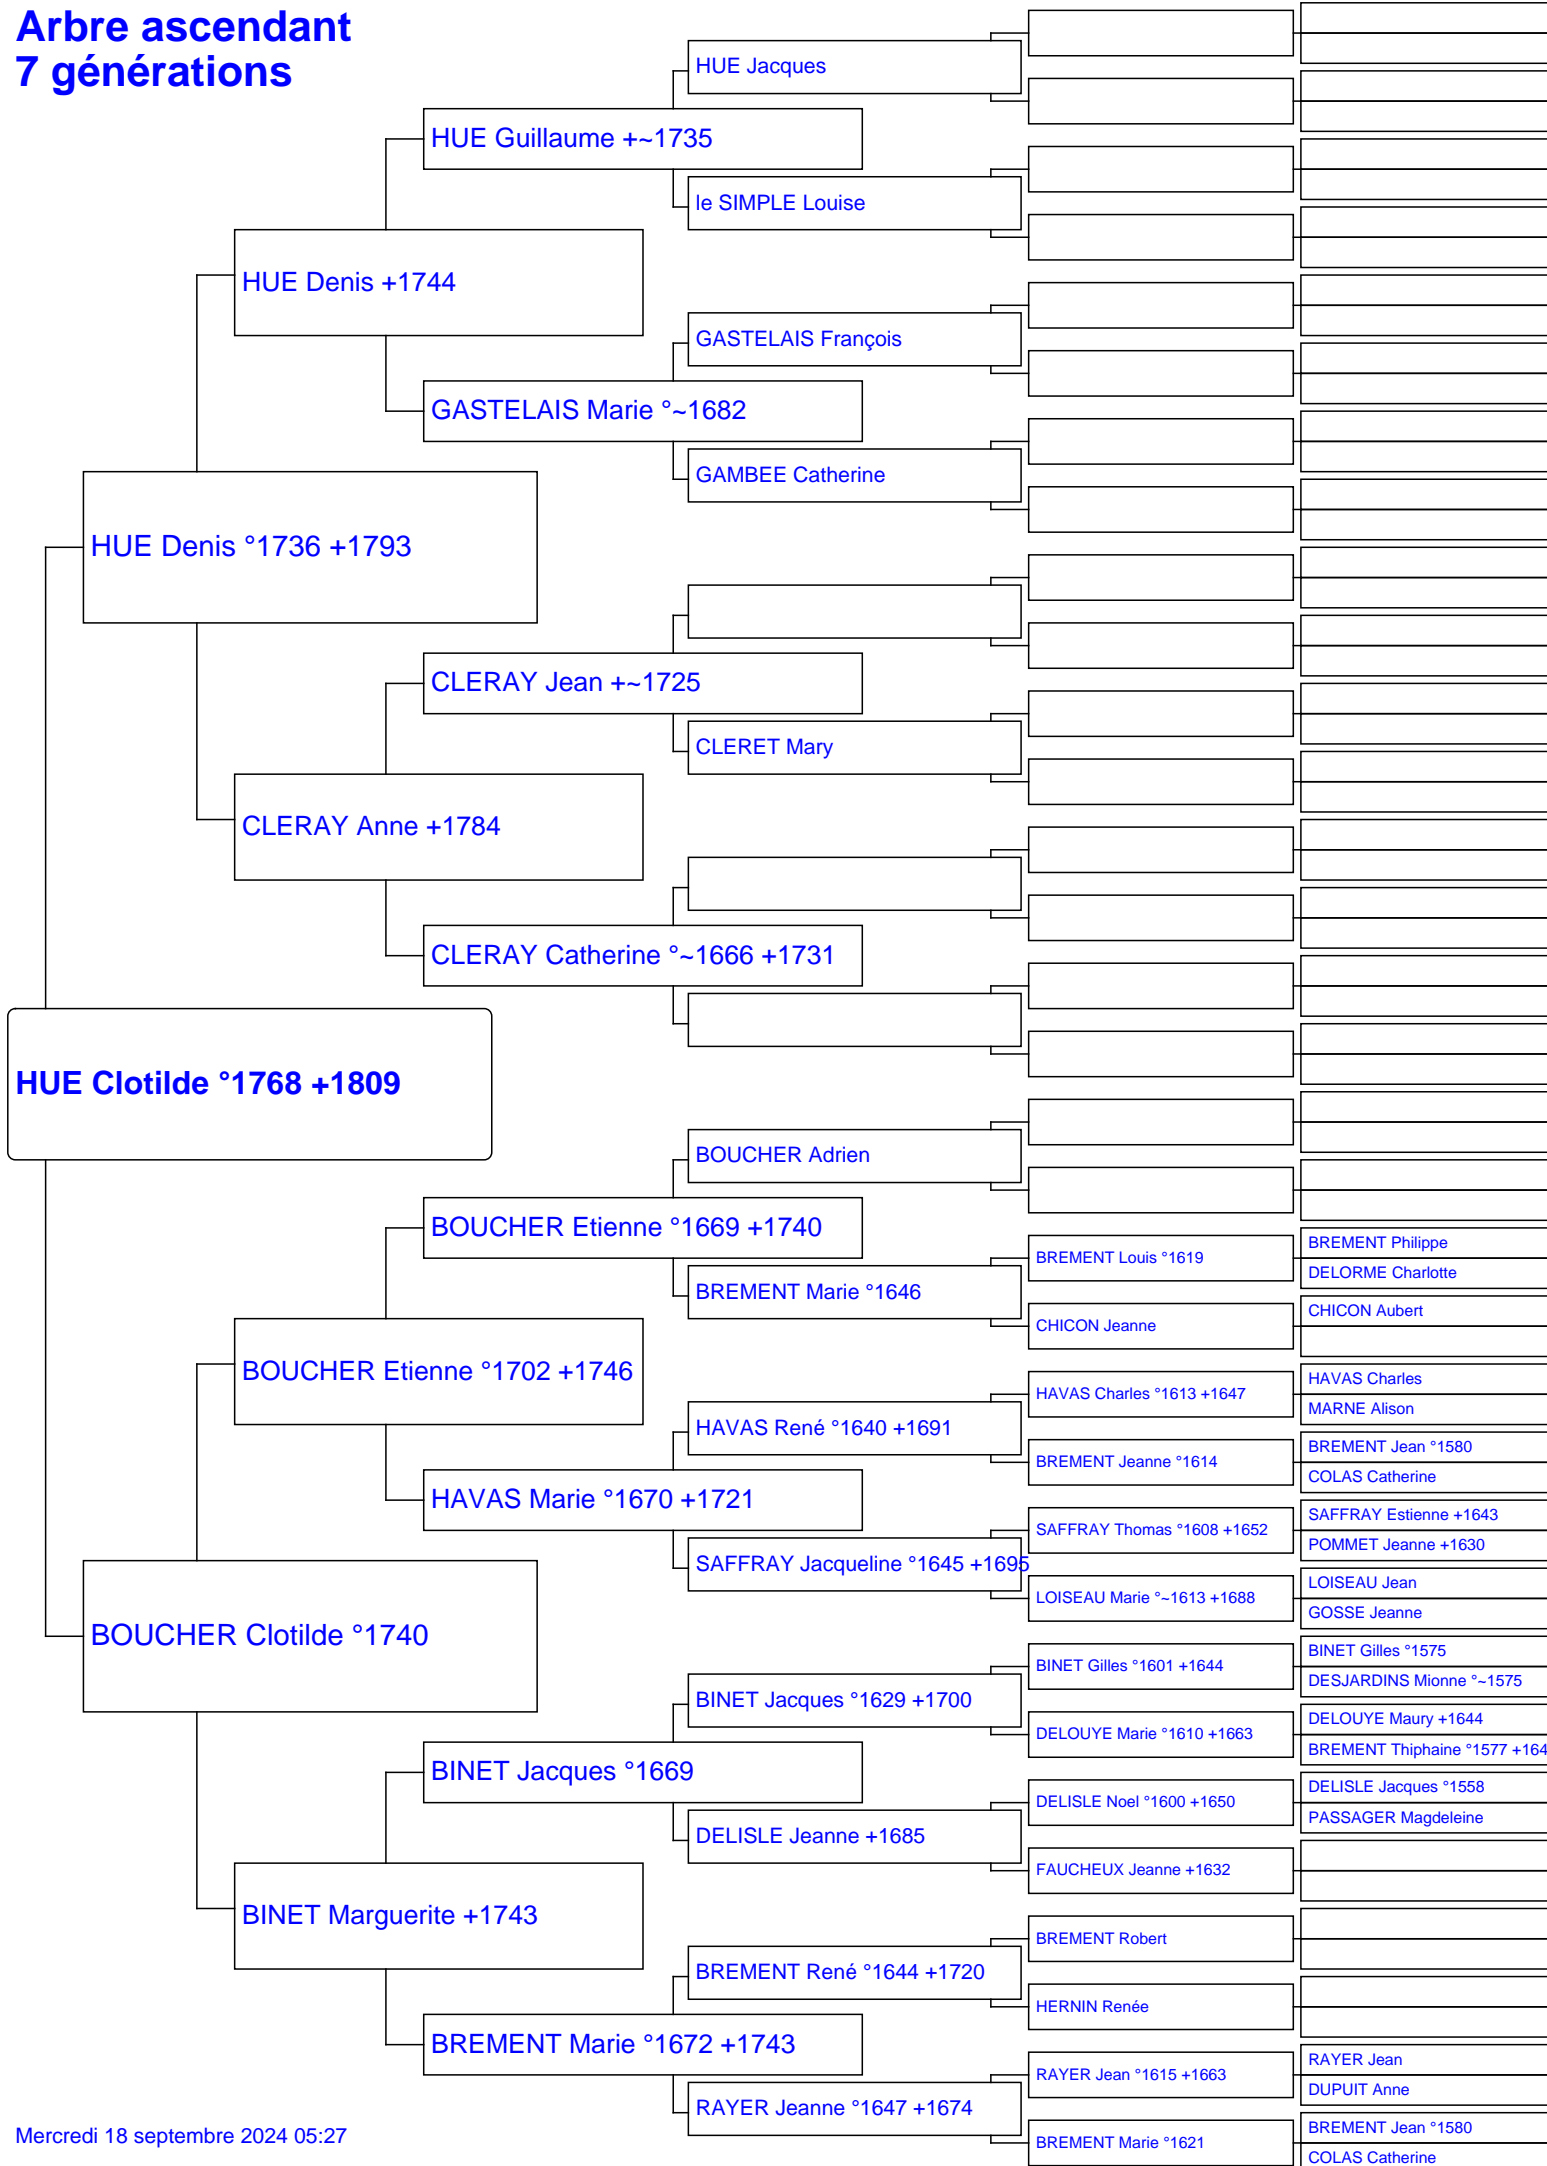 Arbre ascendant
7 générations
HUE Jacques
HUE Guillaume +~1735
le SIMPLE Louise
HUE Denis +1744
GASTELAIS François
GASTELAIS Marie °~1682
GAMBEE Catherine
HUE Denis °1736 +1793
CLERAY Jean +~1725
CLERET Mary
CLERAY Anne +1784
CLERAY Catherine °~1666 +1731
HUE Clotilde °1768 +1809
BOUCHER Adrien
BOUCHER Etienne °1669 +1740
BREMENT Philippe
BREMENT Louis °1619
DELORME Charlotte
BREMENT Marie °1646
CHICON Aubert
CHICON Jeanne
BOUCHER Etienne °1702 +1746
HAVAS Charles
HAVAS Charles °1613 +1647
MARNE Alison
HAVAS René °1640 +1691
BREMENT Jean °1580
BREMENT Jeanne °1614
COLAS Catherine
HAVAS Marie °1670 +1721
SAFFRAY Estienne +1643
SAFFRAY Thomas °1608 +1652
POMMET Jeanne +1630
SAFFRAY Jacqueline °1645 +1695
LOISEAU Jean
LOISEAU Marie °~1613 +1688
GOSSE Jeanne
BOUCHER Clotilde °1740
BINET Gilles °1575
BINET Gilles °1601 +1644
DESJARDINS Mionne °~1575
BINET Jacques °1629 +1700
DELOUYE Maury +1644
DELOUYE Marie °1610 +1663
BREMENT Thiphaine °1577 +164
BINET Jacques °1669
DELISLE Jacques °1558
DELISLE Noel °1600 +1650
PASSAGER Magdeleine
DELISLE Jeanne +1685
FAUCHEUX Jeanne +1632
BINET Marguerite +1743
BREMENT Robert
BREMENT René °1644 +1720
HERNIN Renée
BREMENT Marie °1672 +1743
RAYER Jean
RAYER Jean °1615 +1663
DUPUIT Anne
RAYER Jeanne °1647 +1674
BREMENT Jean °1580
BREMENT Marie °1621
COLAS Catherine
Mercredi 18 septembre 2024 05:27